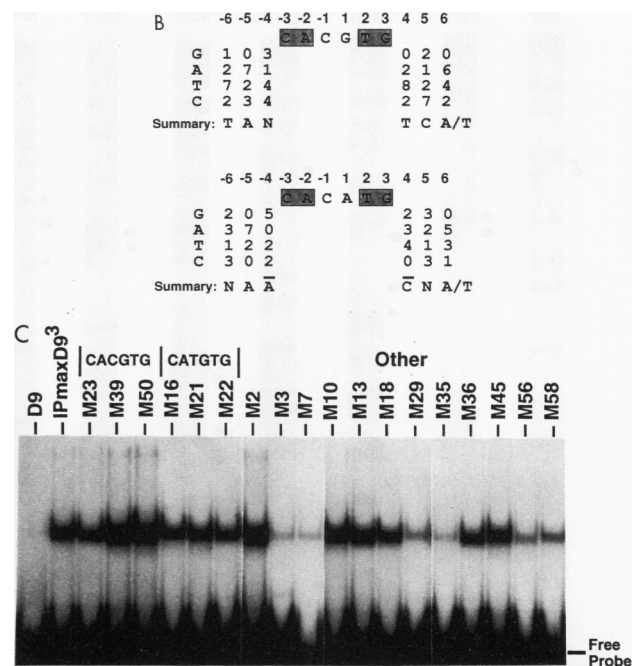 B
-6 -5 -4 -3 -2 -1 1 2 3 4 5 6
C A C G T G
G 1 0 3 0 2 0
A 2 7 1 2 1 6
T 7 2 4 8 2 4
C 2 3 4 2 7 2
Summary: T A N T C A/T
-6 -5 -4 -3 -2 -1 1 2 3 4 5 6
C A C A T G
G 2 0 5 2 3 0
A 3 7 0 3 2 5
T 1 2 2 4 1 3
C 3 0 2 0 3 1
Summary: N A A C N A/T
C
CACGTG CATGTG Other
D9 IPmaxD9³ M23 M39 M50 M16 M21 M22 M2 M3 M7 M10 M13 M18 M29 M35 M36 M45 M56 M58
Free
Probe